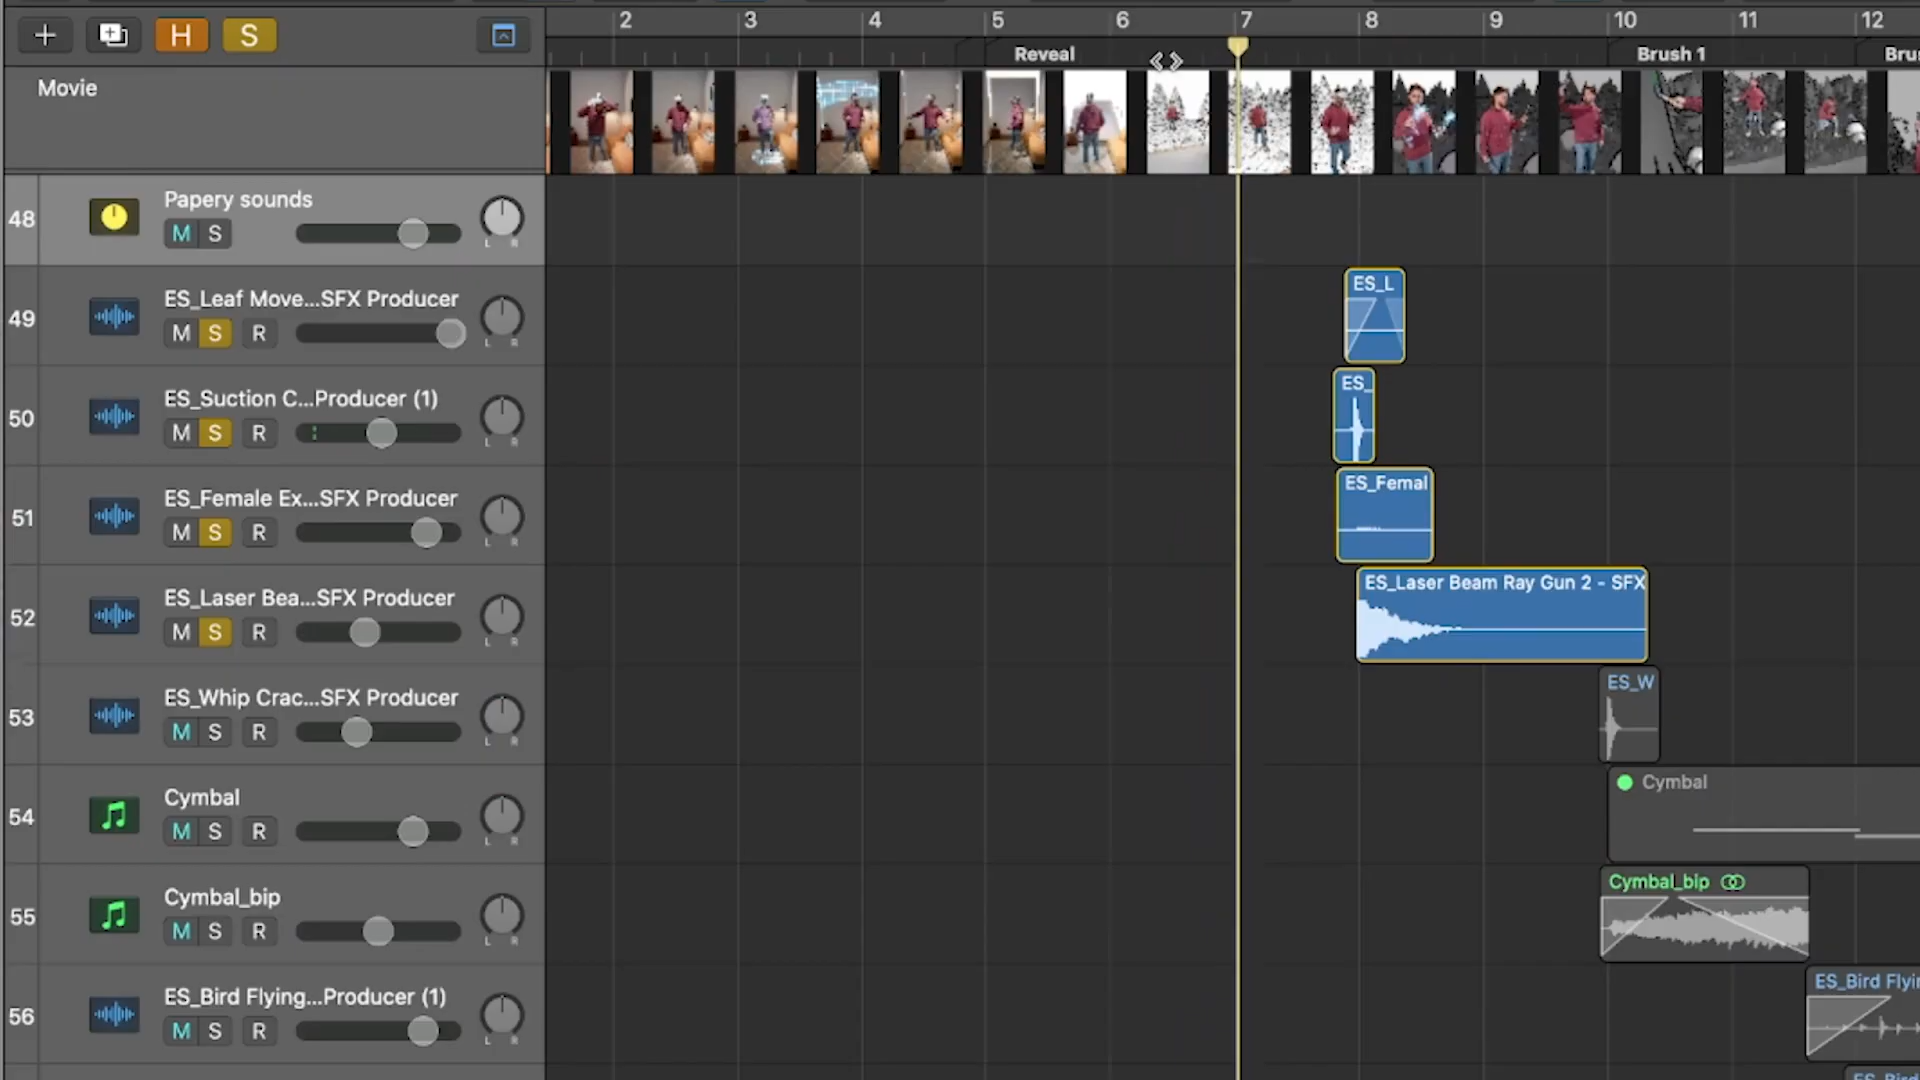 H S
2 3 4 5 6 7 8 9 10 11 12
Reveal Brush 1 Bru
Movie
48 Papery sounds
M S
L R
49 ES_Leaf Move...SFX Producer
M S R
L R
ES_L
50 ES_Suction C...Producer (1)
M S R
L R
ES_
51 ES_Female Ex...SFX Producer
M S R
L R
ES_Femal
52 ES_Laser Bea...SFX Producer
M S R
L R
ES_Laser Beam Ray Gun 2 - SFX
53 ES_Whip Crac...SFX Producer
M S R
L R
ES_W
54 Cymbal
M S R
L R
Cymbal
55 Cymbal_bip
M S R
L R
Cymbal_bip
56 ES_Bird Flying...Producer (1)
M S R
L R
ES_Bird Flyin
ES_Bird